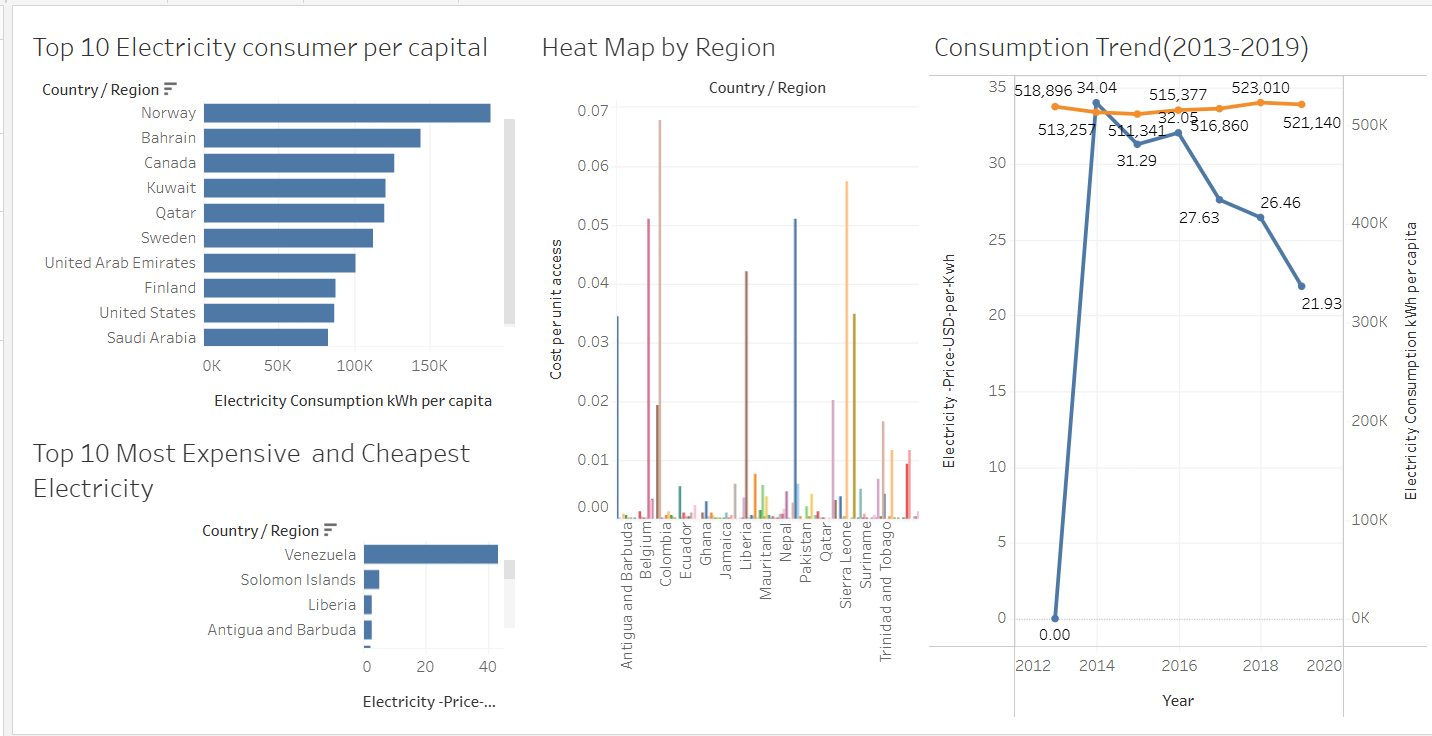 Top 10 Electricity consumer per capital
Country / Region
Norway
Bahrain
Canada
Kuwait
Qatar
Sweden
United Arab Emirates
Finland
United States
Saudi Arabia
0K 50K 100K 150K
Electricity Consumption kWh per capita
Top 10 Most Expensive and Cheapest
Electricity
Country / Region
Venezuela
Solomon Islands
Liberia
Antigua and Barbuda
0 20 40
Electricity -Price-...
Heat Map by Region
Country / Region
Cost per unit access
0.07
0.06
0.05
0.04
0.03
0.02
0.01
0.00
Antigua and Barbuda
Belgium
Colombia
Ecuador
Ghana
Jamaica
Liberia
Mauritania
Nepal
Pakistan
Qatar
Sierra Leone
Suriname
Trinidad and Tobago
Consumption Trend(2013-2019)
Electricity -Price-USD-per-Kwh
35
30
25
20
15
10
5
0
518,896 34.04 515,377 523,010
513,257 511,341 32.05 516,860 521,140
31.29
27.63 26.46
21.93
0.00
500K
400K
300K
200K
100K
0K
Electricity Consumption kWh per capita
2012 2014 2016 2018 2020
Year